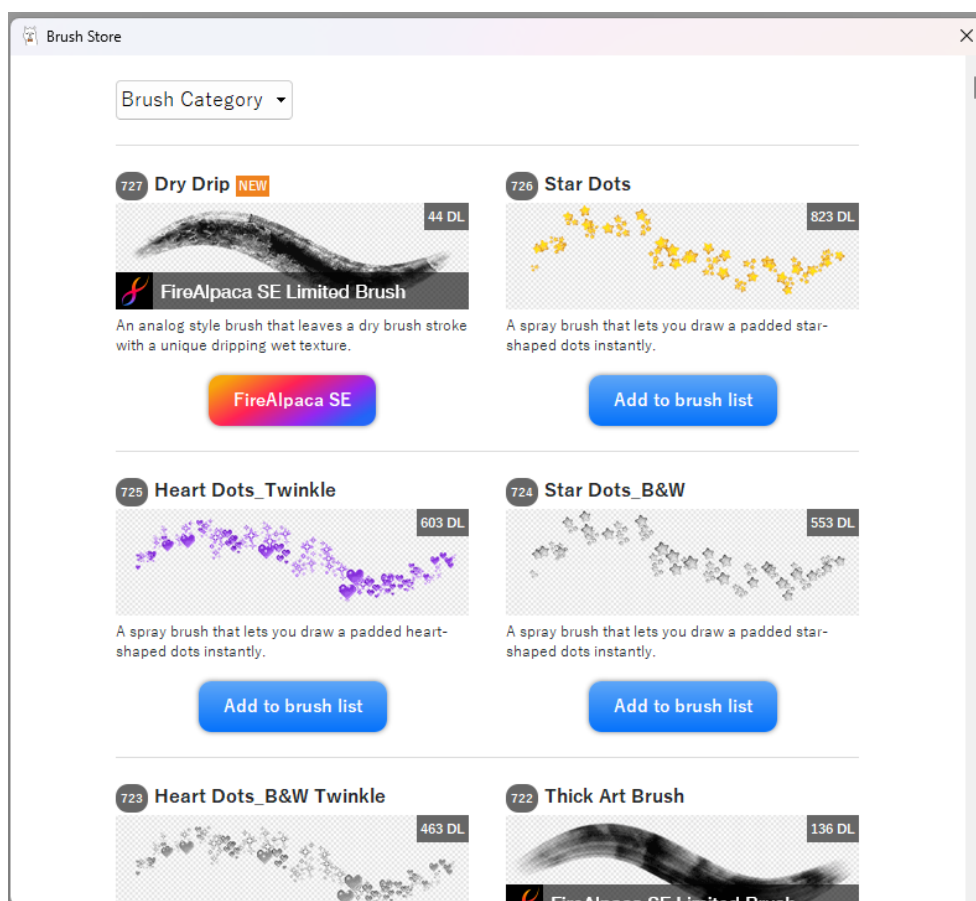 Brush Store
Brush Category
727 Dry Drip NEW
44 DL
FireAlpaca SE Limited Brush
An analog style brush that leaves a dry brush stroke
with a unique dripping wet texture.
FireAlpaca SE
726 Star Dots
823 DL
A spray brush that lets you draw a padded star-
shaped dots instantly.
Add to brush list
725 Heart Dots_Twinkle
603 DL
A spray brush that lets you draw a padded heart-
shaped dots instantly.
Add to brush list
724 Star Dots_B&W
553 DL
A spray brush that lets you draw a padded star-
shaped dots instantly.
Add to brush list
723 Heart Dots_B&W Twinkle
463 DL
722 Thick Art Brush
136 DL
FireAlpaca SE Limited Brush